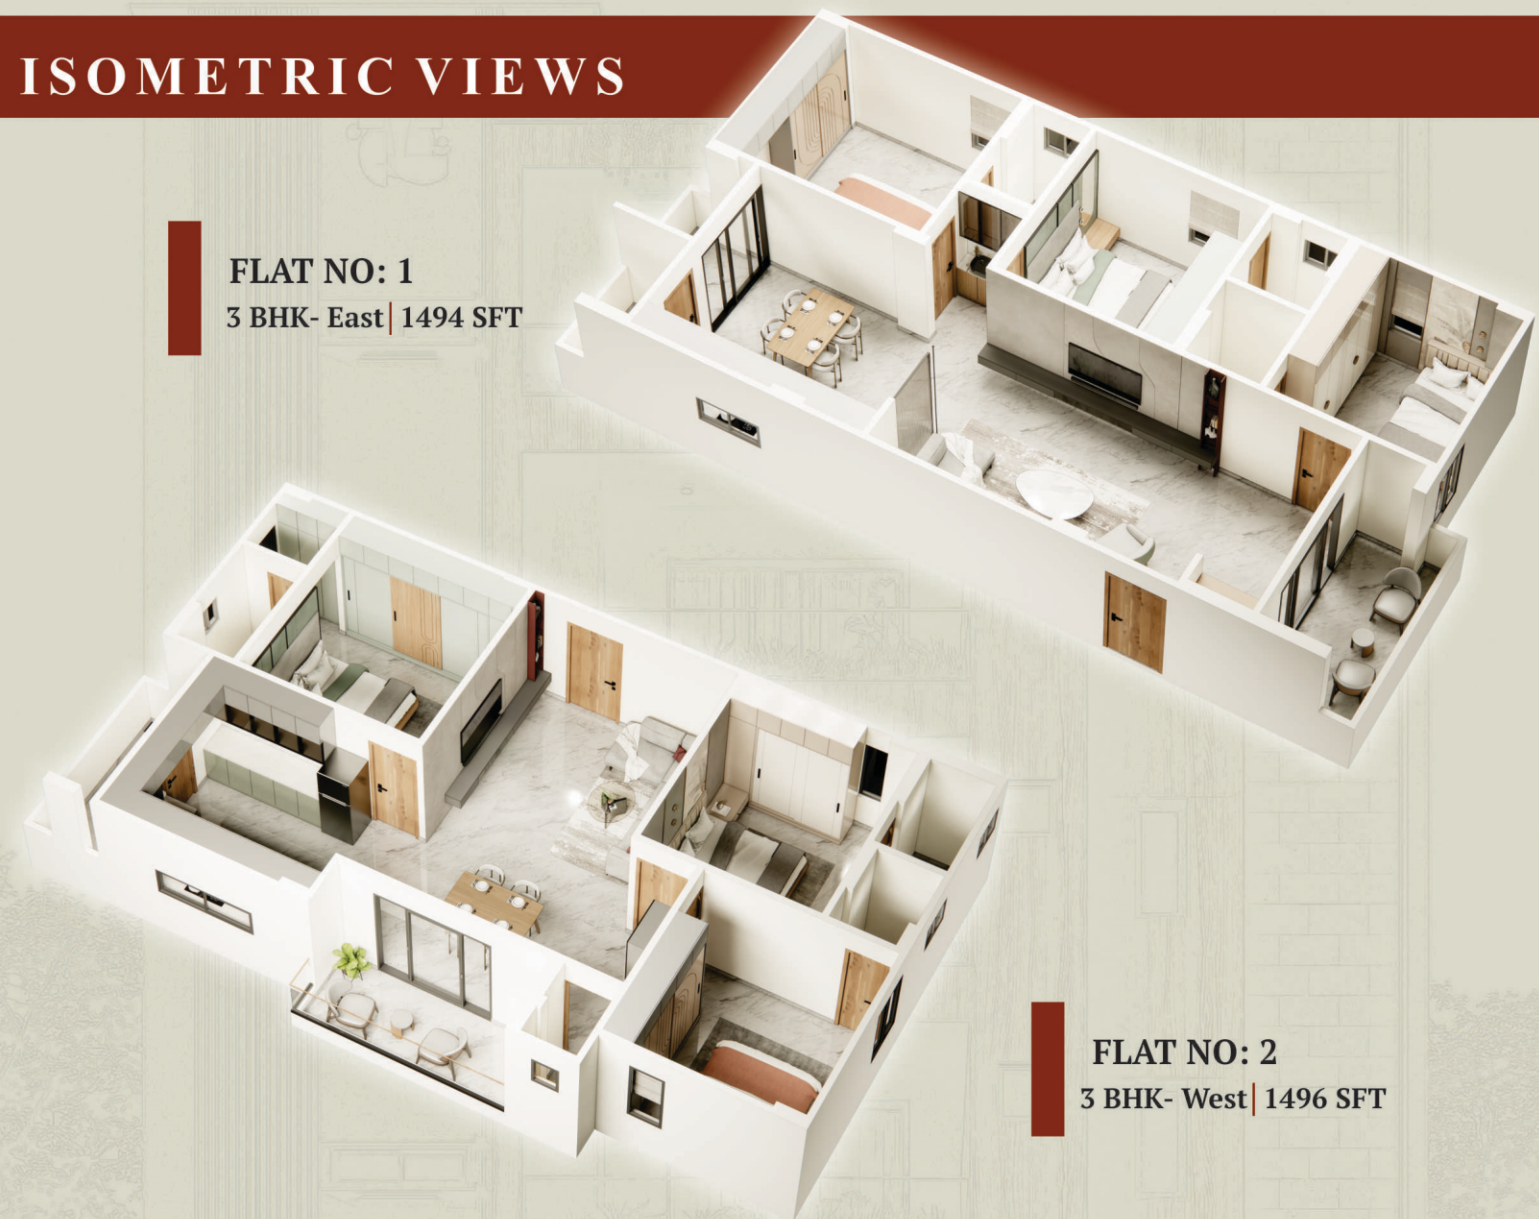 ISOMETRIC VIEWS
FLAT NO: 1
3 BHK- East| 1494 SFT
FLAT NO: 2
3 BHK- West| 1496 SFT